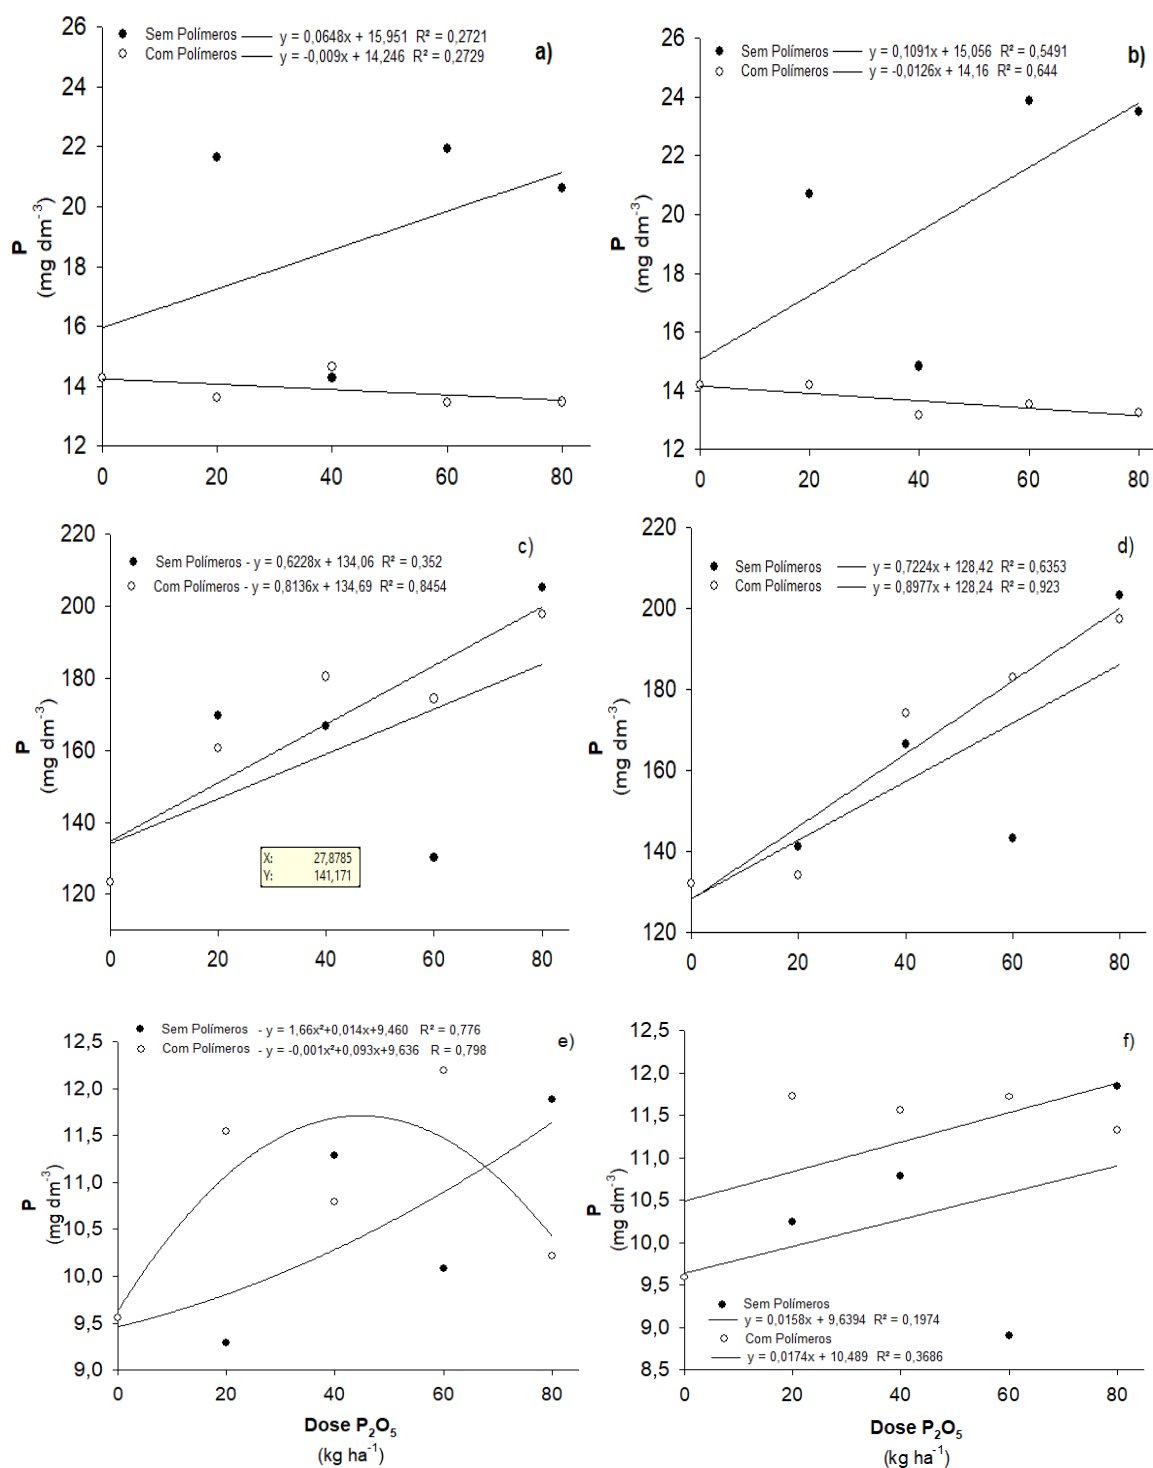 Sem Polímeros y = 0,0648x + 15,951 R² = 0,2721
Com Polímeros y = -0,009x + 14,246 R² = 0,2729
a)
26
24
22
20
18
16
14
12
P
(mg dm⁻³)
0 20 40 60 80
Sem Polímeros y = 0,1091x + 15,056 R² = 0,5491
Com Polímeros y = -0,0126x + 14,16 R² = 0,644
b)
26
24
22
20
18
16
14
12
P
(mg dm⁻³)
0 20 40 60 80
c)
Sem Polímeros - y = 0,6228x + 134,06 R² = 0,352
Com Polímeros - y = 0,8136x + 134,69 R² = 0,8454
220
200
180
160
140
120
P
(mg dm⁻³)
X: 27,8785
Y: 141,171
0 20 40 60 80
d)
Sem Polímeros y = 0,7224x + 128,42 R² = 0,6353
Com Polímeros y = 0,8977x + 128,24 R² = 0,923
220
200
180
160
140
120
P
(mg dm⁻³)
0 20 40 60 80
Sem Polímeros - y = 1,66x²+0,014x+9,460 R² = 0,776
Com Polímeros - y = -0,001x²+0,093x+9,636 R = 0,798
e)
12,5
12,0
11,5
11,0
10,5
10,0
9,5
9,0
P
(mg dm⁻³)
0 20 40 60 80
Dose P₂O₅
(kg ha⁻¹)
f)
12,5
12,0
11,5
11,0
10,5
10,0
9,5
9,0
8,5
P
(mg dm⁻³)
Sem Polímeros
y = 0,0158x + 9,6394 R² = 0,1974
Com Polímeros
y = 0,0174x + 10,489 R² = 0,3686
0 20 40 60 80
Dose P₂O₅
(kg ha⁻¹)